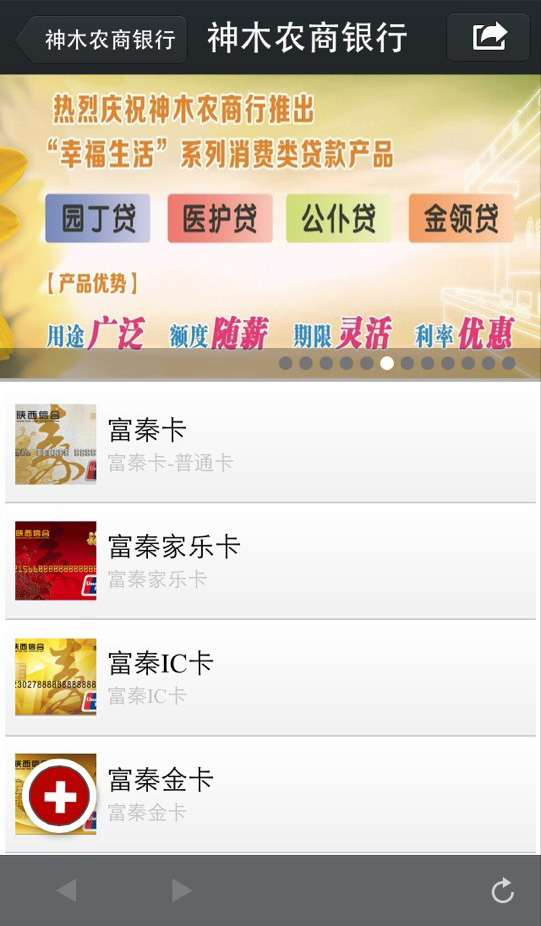 神木农商银行
神木农商银行
热烈庆祝神木农商行推出
“幸福生活”系列消费类贷款产品
园丁贷 医护贷 公仆贷 金领贷
【产品优势】
用途广泛 额度随薪 期限灵活 利率优惠
陕西信合
富秦卡
富秦卡-普通卡
陕西信合
富秦家乐卡
富秦家乐卡
陕西信合
富秦IC卡
富秦IC卡
富秦金卡
富秦金卡